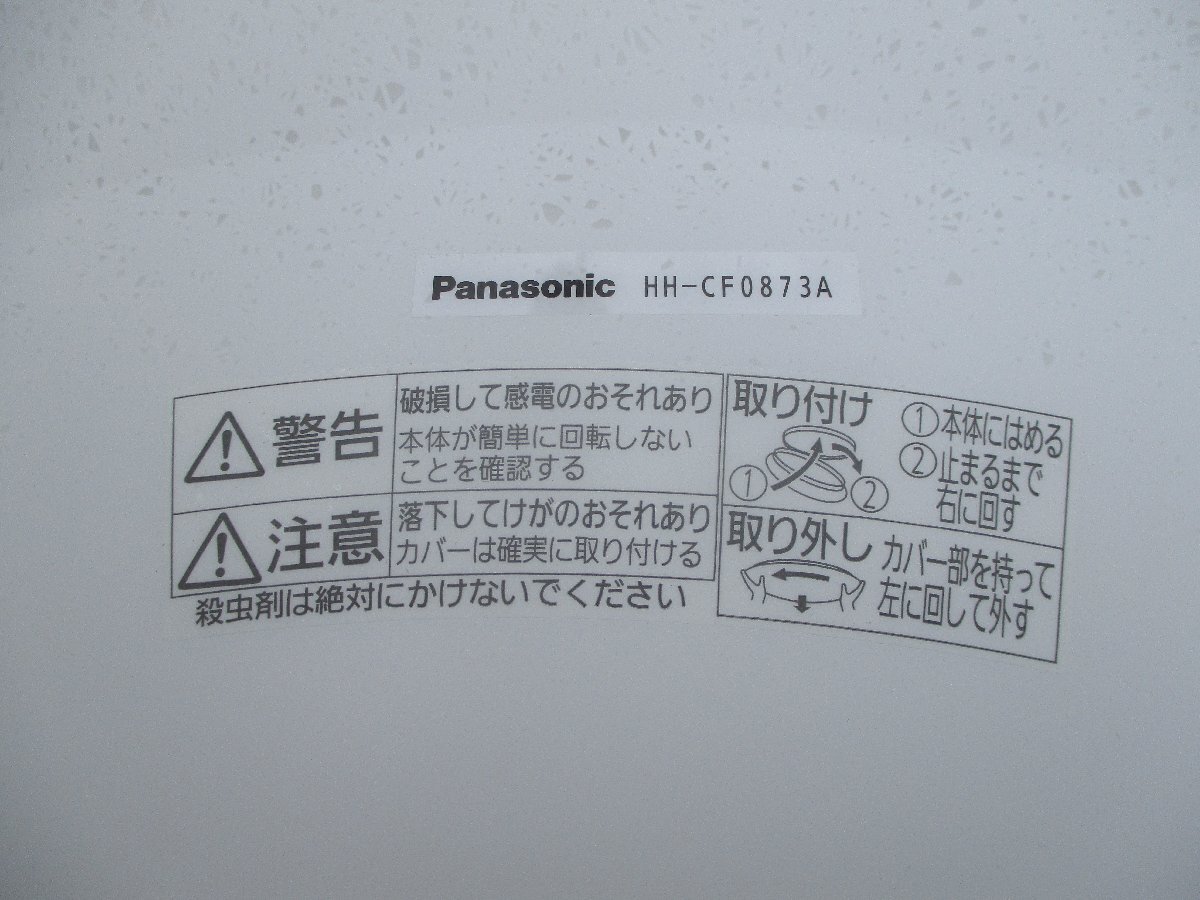 Panasonic HH-CF0873A
警告
破損して感電のおそれあり
本体が簡単に回転しない
ことを確認する
注意
落下してけがのおそれあり
カバーは確実に取り付ける
殺虫剤は絶対にかけないでください
取り付け
① ②
①本体にはめる
②止まるまで
右に回す
取り外し
カバー部を持って
左に回して外す